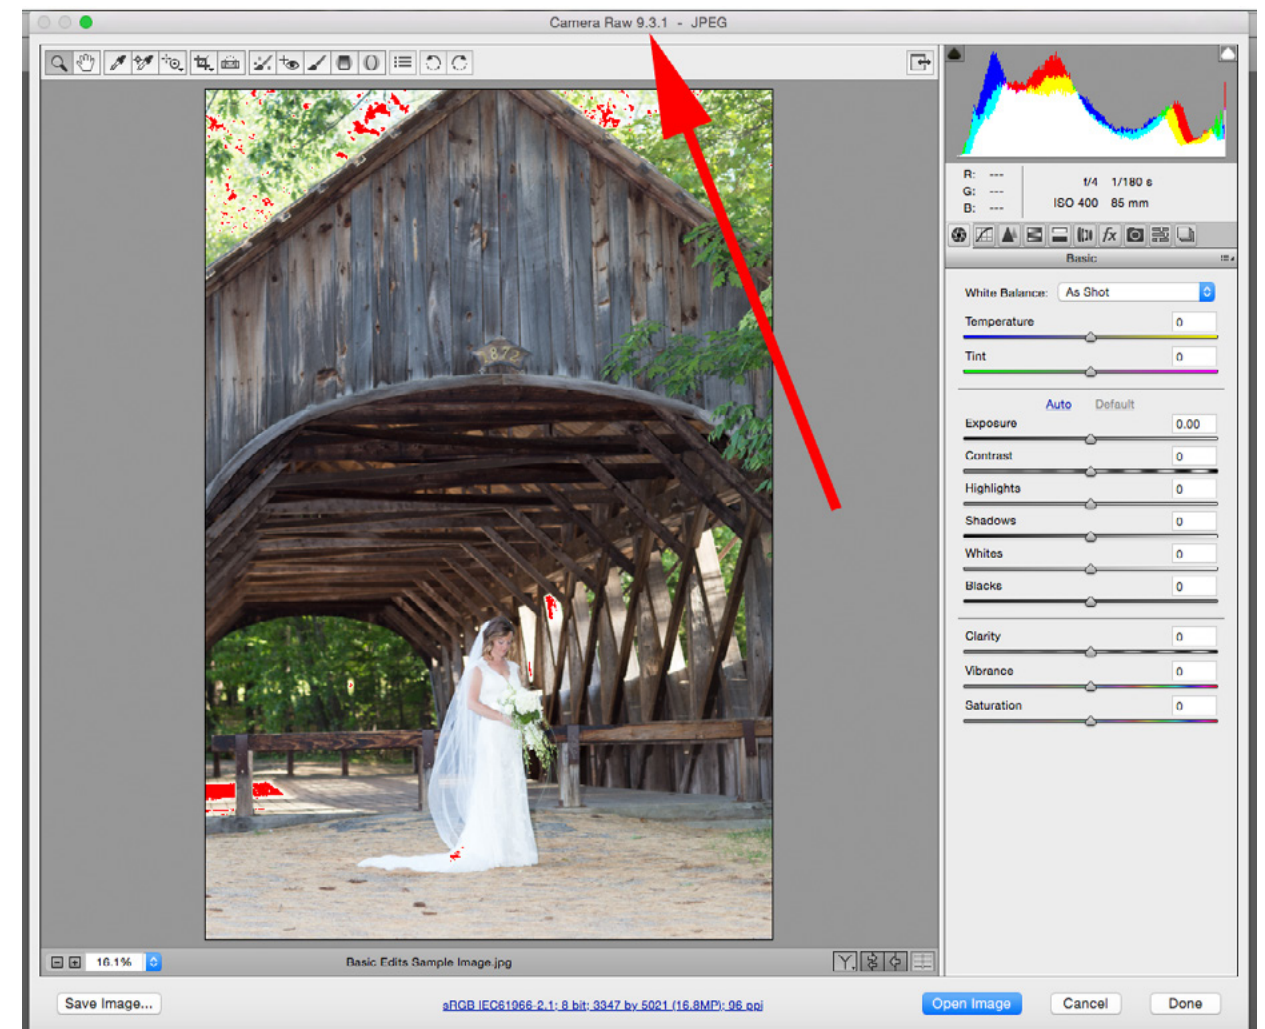 Camera Raw 9.3.1 - JPEG
R: ---
G: ---
B: ---
f/4 1/180 s
ISO 400 85 mm
fx
Basic
White Balance: As Shot
Temperature 0
Tint 0
Auto Default
Exposure 0.00
Contrast 0
Highlights 0
Shadows 0
Whites 0
Blacks 0
Clarity 0
Vibrance 0
Saturation 0
1872
16.1%
Basic Edits Sample Image.jpg
Y
Save Image...
sRGB IEC61966-2.1; 8 bit; 3347 by 5021 (16.8MP); 96 ppi
Open Image
Cancel
Done